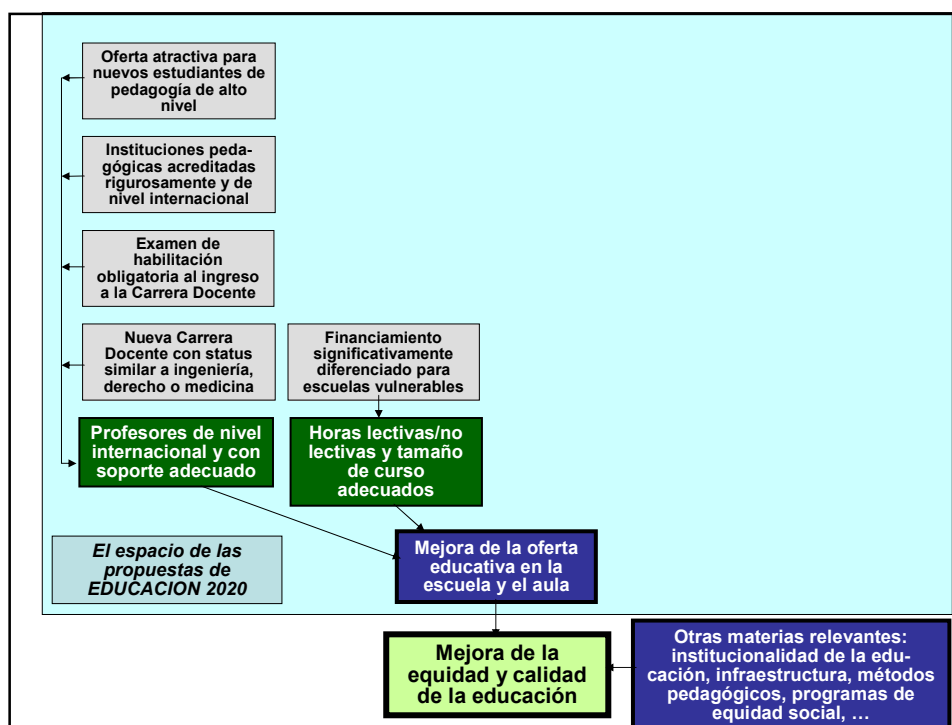 Oferta atractiva para
nuevos estudiantes de
pedagogía de alto
nivel
Instituciones peda-
gógicas acreditadas
rigurosamente y de
nivel internacional
Examen de
habilitación
obligatoria al ingreso
a la Carrera Docente
Nueva Carrera
Docente con status
similar a ingeniería,
derecho o medicina
Financiamiento
significativamente
diferenciado para
escuelas vulnerables
Profesores de nivel
internacional y con
soporte adecuado
Horas lectivas/no
lectivas y tamaño
de curso
adecuados
El espacio de las
propuestas de
EDUCACION 2020
Mejora de la oferta
educativa en la
escuela y el aula
Mejora de la
equidad y calidad
de la educación
Otras materias relevantes:
institucionalidad de la edu-
cación, infraestructura, métodos
pedagógicos, programas de
equidad social, …